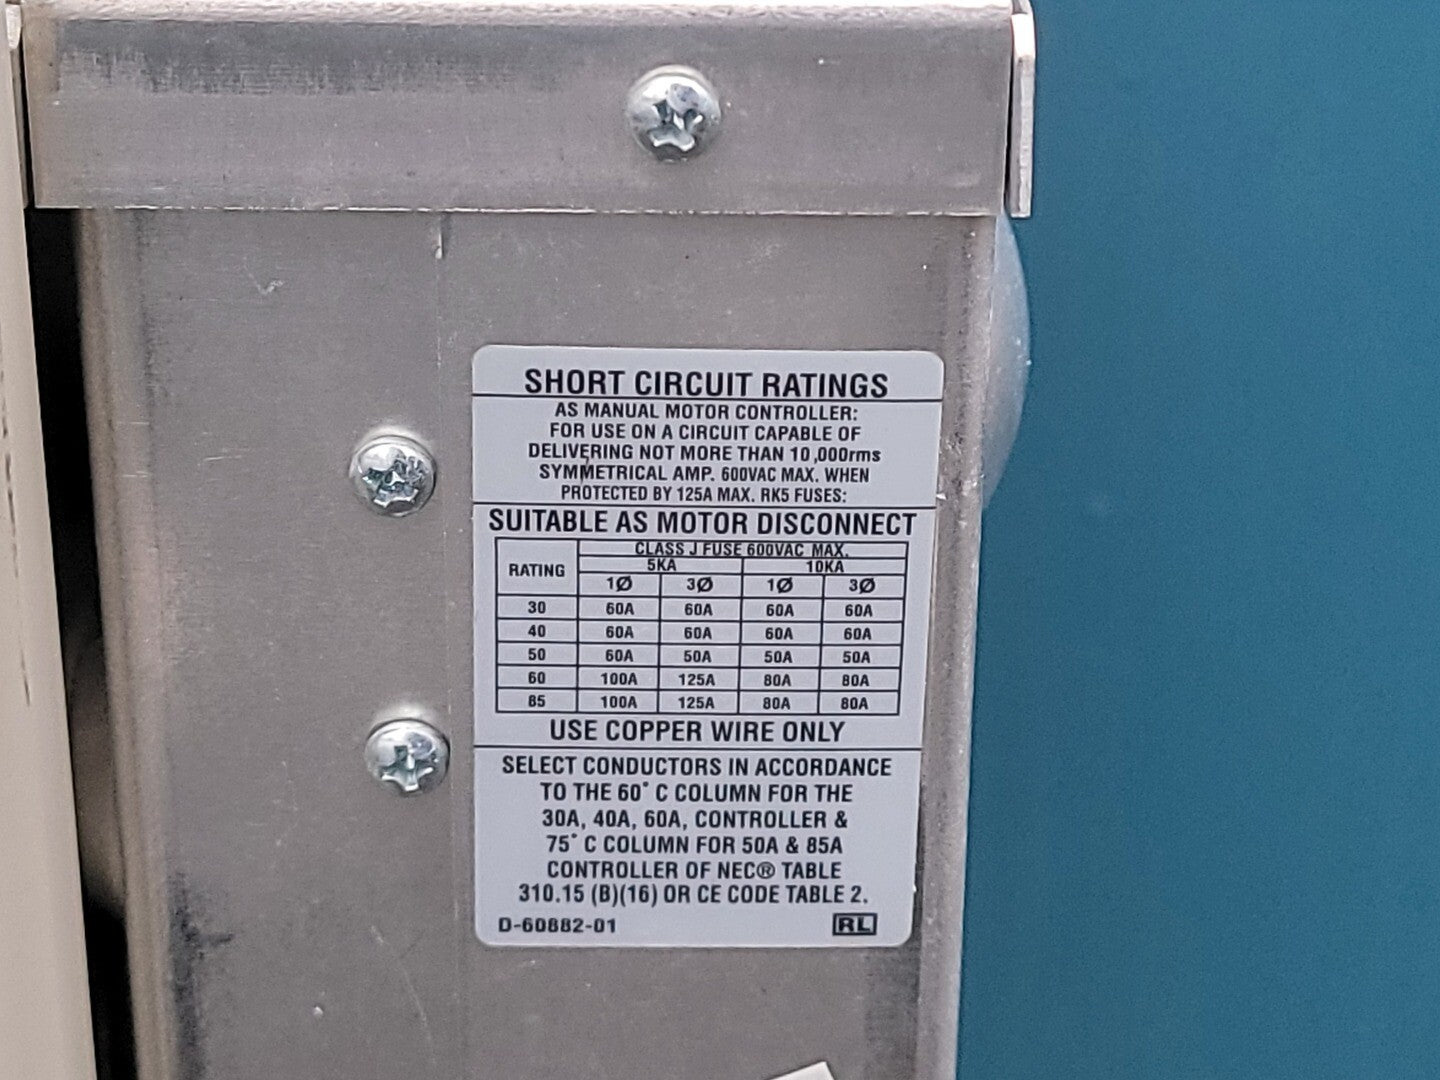 SHORT CIRCUIT RATINGS
AS MANUAL MOTOR CONTROLLER:
FOR USE ON A CIRCUIT CAPABLE OF
DELIVERING NOT MORE THAN 10,000rms
SYMMETRICAL AMP. 600VAC MAX. WHEN
PROTECTED BY 125A MAX. RK5 FUSES:
SUITABLE AS MOTOR DISCONNECT
CLASS J FUSE 600VAC MAX.
RATING 5KA 10KA
1Ø 3Ø 1Ø 3Ø
30 60A 60A 60A 60A
40 60A 60A 60A 60A
50 60A 50A 50A 50A
60 100A 125A 80A 80A
85 100A 125A 80A 80A
USE COPPER WIRE ONLY
SELECT CONDUCTORS IN ACCORDANCE
TO THE 60° C COLUMN FOR THE
30A, 40A, 60A, CONTROLLER &
75° C COLUMN FOR 50A & 85A
CONTROLLER OF NEC® TABLE
310.15 (B)(16) OR CE CODE TABLE 2.
D-60882-01 RL